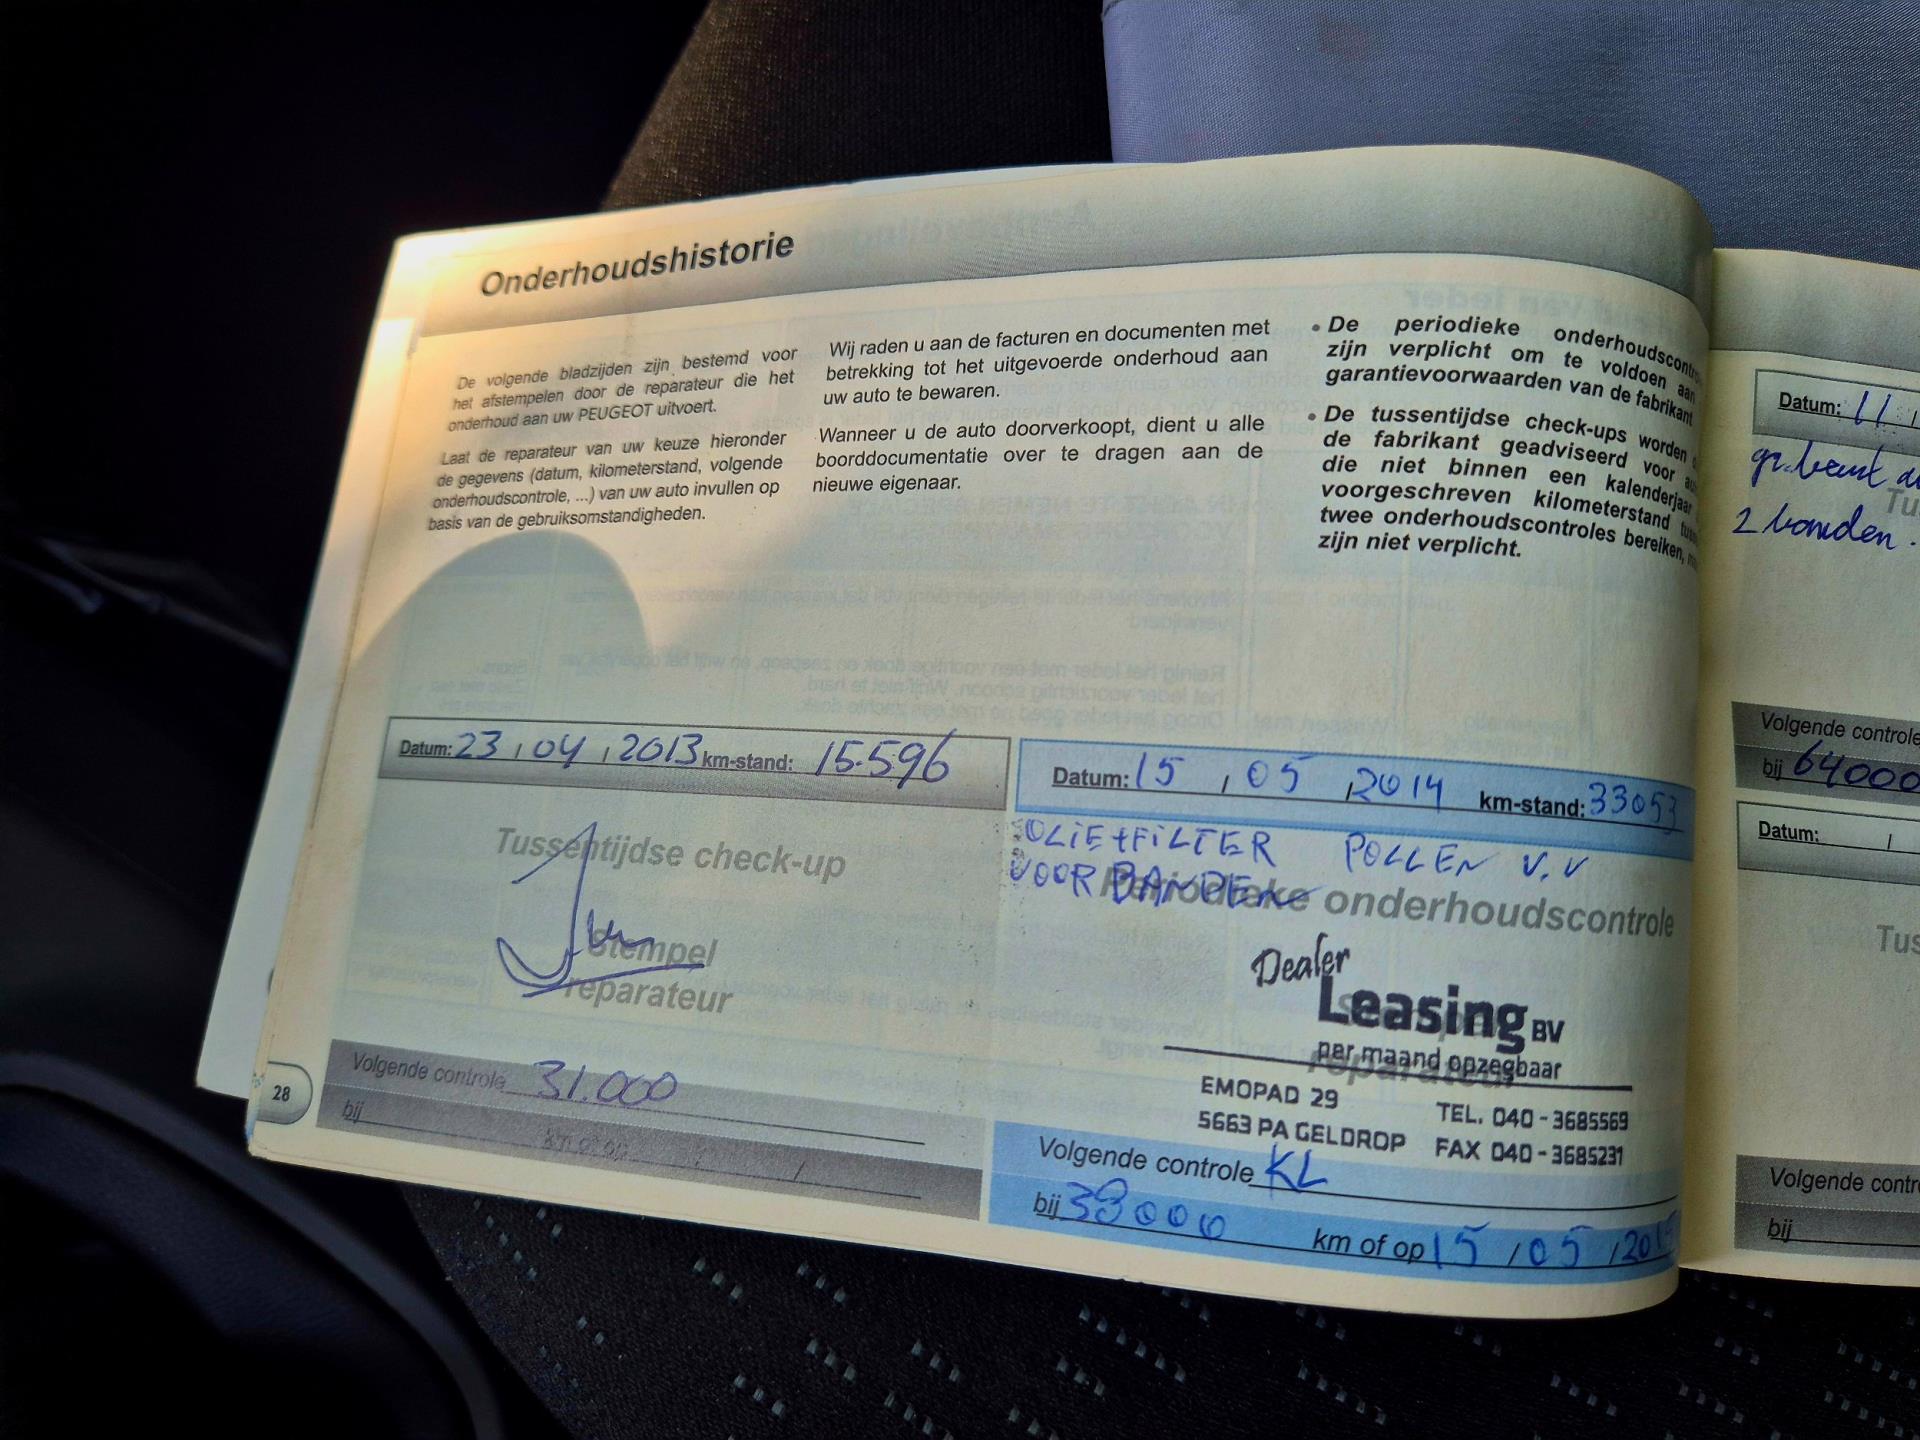 Onderhoudshistorie
De volgende bladzijden zijn bestemd voor
het afstempelen door de reparateur die het
onderhoud aan uw PEUGEOT uitvoert.
Laat de reparateur van uw keuze hieronder
de gegevens (datum, kilometerstand, volgende
onderhoudscontrole, ...) van uw auto invullen op
basis van de gebruiksomstandigheden.
Wij raden u aan de facturen en documenten met
betrekking tot het uitgevoerde onderhoud aan
uw auto te bewaren.
Wanneer u de auto doorverkoopt, dient u alle
boorddocumentatie over te dragen aan de
nieuwe eigenaar.
• De periodieke
zijn verplicht om te voldoen aan
garantievoorwaarden van de fabrikant
• De tussentijdse check-ups worden
de fabrikant geadviseerd voor
die niet binnen een kalenderjaar
voorgeschreven kilometerstand
twee onderhoudscontroles bereiken,
zijn niet verplicht.
Datum: 23 / 04 / 2013 km-stand: 15.596
Tussentijdse check-up
Stempel
reparateur
Volgende controle 31.000
bij
km of op / /
28
Datum: 15 / 05 / 2014 km-stand: 33053
OLIE+FILTER POLLEN V.V
VOOR BANDEN
Periodieke onderhoudscontrole
Dealer
Leasing BV
per maand opzegbaar
reparateur
EMOPAD 29 TEL. 040 - 3685569
5663 PA GELDROP FAX 040 - 3685231
Volgende controle KL
bij 38000 km of op 15 / 05 / 2015
Datum: 11 /
2 banden.
Volgende controle
bij 64000
Datum: /
bij